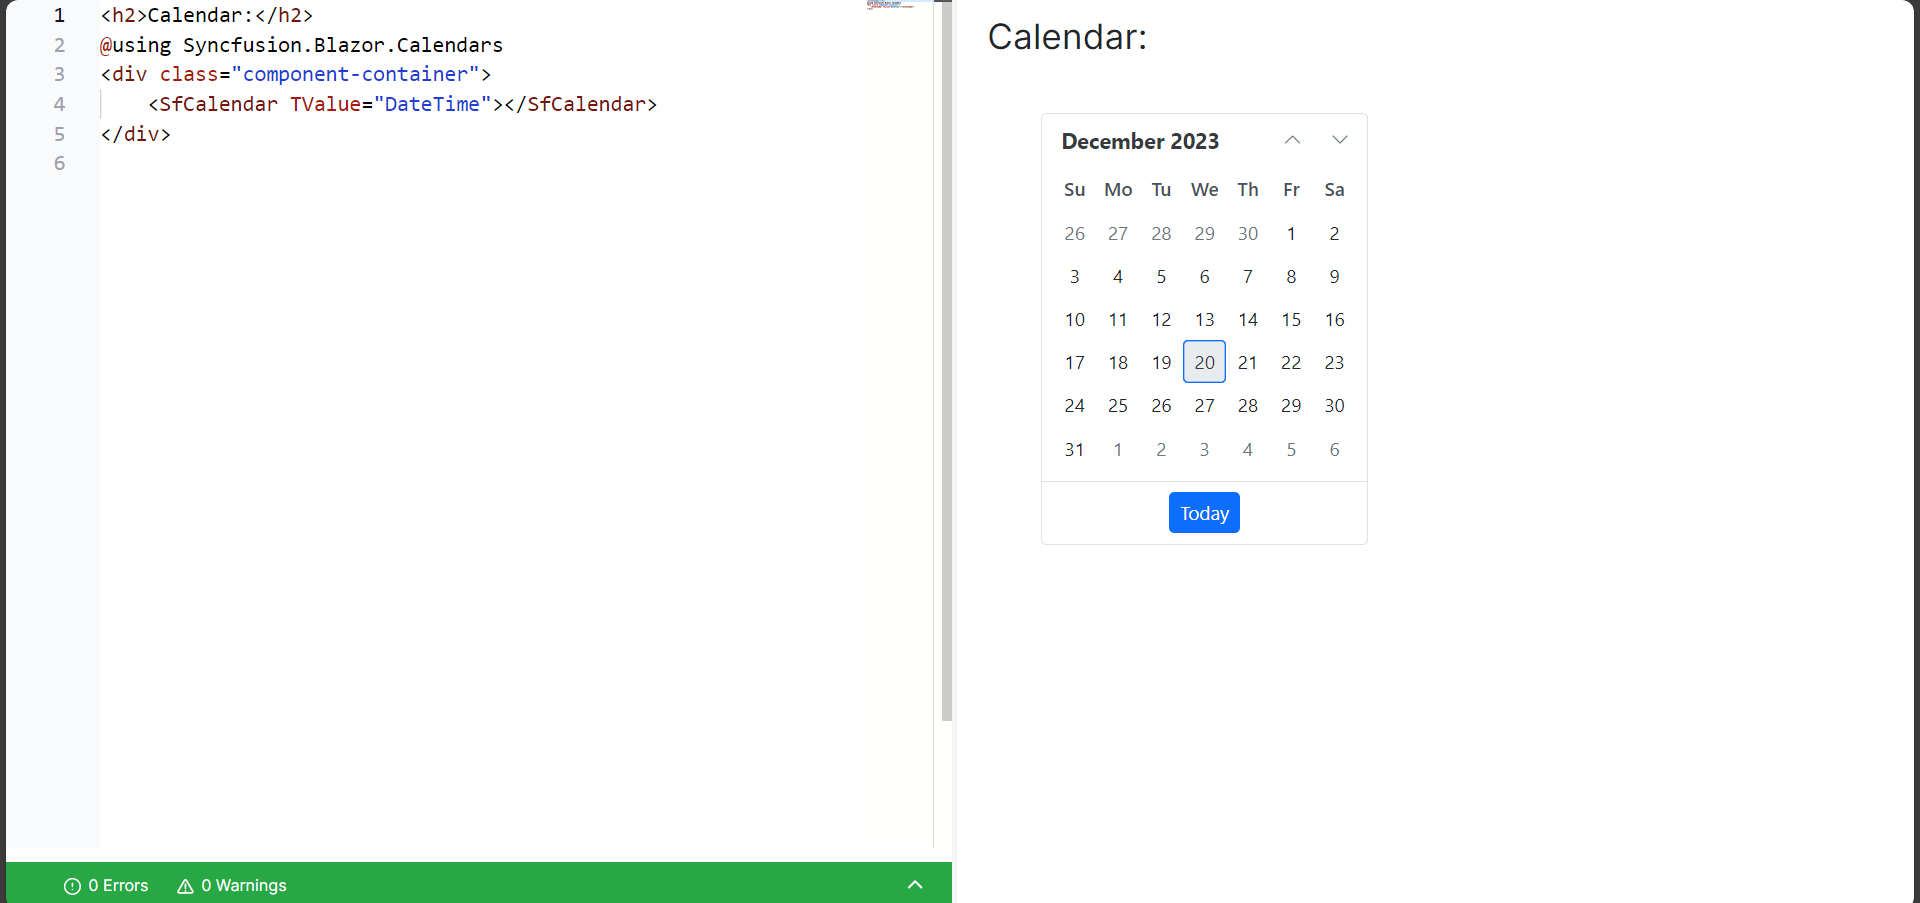 1 <h2>Calendar:</h2>
2 @using Syncfusion.Blazor.Calendars
3 <div class="component-container">
4     <SfCalendar TValue="DateTime"></SfCalendar>
5 </div>
6
0 Errors 0 Warnings
Calendar:
December 2023
Su Mo Tu We Th Fr Sa
26 27 28 29 30 1 2
3 4 5 6 7 8 9
10 11 12 13 14 15 16
17 18 19 20 21 22 23
24 25 26 27 28 29 30
31 1 2 3 4 5 6
Today